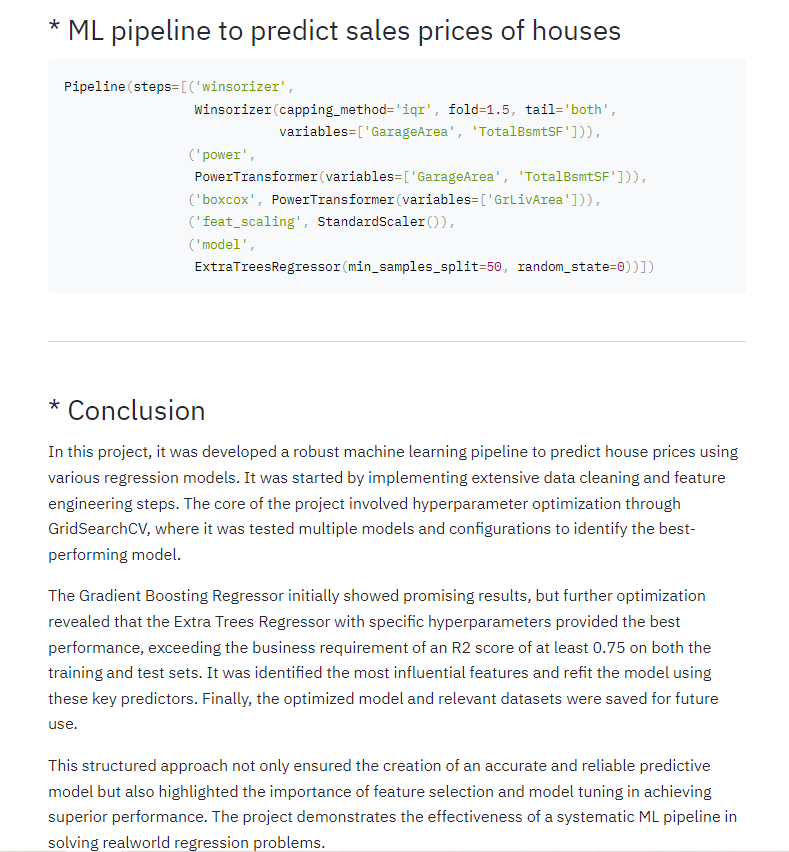 * ML pipeline to predict sales prices of houses
Pipeline(steps=[('winsorizer',
Winsorizer(capping_method='iqr', fold=1.5, tail='both',
variables=['GarageArea', 'TotalBsmtSF'])),
('power',
PowerTransformer(variables=['GarageArea', 'TotalBsmtSF'])),
('boxcox', PowerTransformer(variables=['GrLivArea'])),
('feat_scaling', StandardScaler()),
('model',
ExtraTreesRegressor(min_samples_split=50, random_state=0))])
* Conclusion
In this project, it was developed a robust machine learning pipeline to predict house prices using
various regression models. It was started by implementing extensive data cleaning and feature
engineering steps. The core of the project involved hyperparameter optimization through
GridSearchCV, where it was tested multiple models and configurations to identify the best-
performing model.
The Gradient Boosting Regressor initially showed promising results, but further optimization
revealed that the Extra Trees Regressor with specific hyperparameters provided the best
performance, exceeding the business requirement of an R2 score of at least 0.75 on both the
training and test sets. It was identified the most influential features and refit the model using
these key predictors. Finally, the optimized model and relevant datasets were saved for future
use.
This structured approach not only ensured the creation of an accurate and reliable predictive
model but also highlighted the importance of feature selection and model tuning in achieving
superior performance. The project demonstrates the effectiveness of a systematic ML pipeline in
solving realworld regression problems.